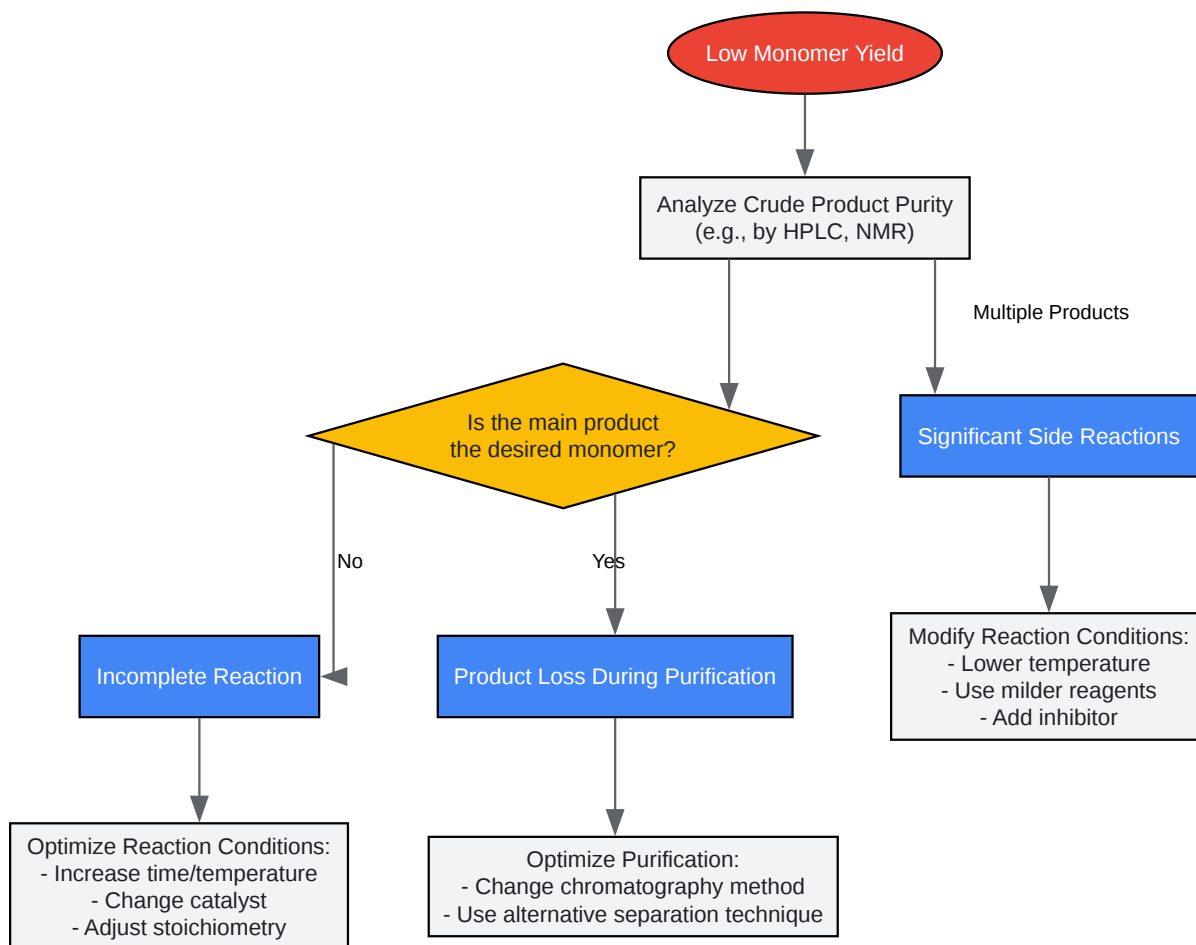 Low Monomer Yield
Analyze Crude Product Purity
(e.g., by HPLC, NMR)
Multiple Products
Is the main product
the desired monomer?
Significant Side Reactions
No
Yes
Incomplete Reaction
Product Loss During Purification
Modify Reaction Conditions:
- Lower temperature
- Use milder reagents
- Add inhibitor
Optimize Reaction Conditions:
- Increase time/temperature
- Change catalyst
- Adjust stoichiometry
Optimize Purification:
- Change chromatography method
- Use alternative separation technique